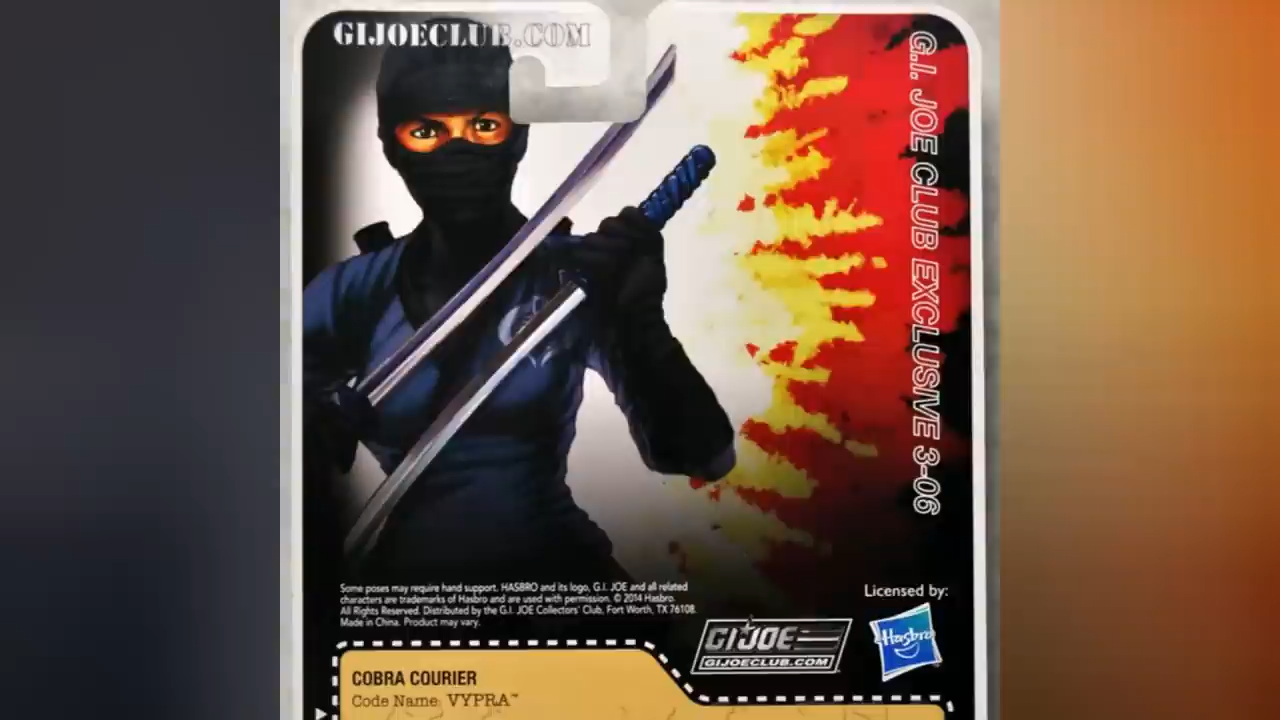 GIJOECLUB.COM
G.I. JOE CLUB EXCLUSIVE 3-06
Some poses may require hand support. HASBRO and its logo, G.I. JOE and all related
characters are trademarks of Hasbro and are used with permission. © 2014 Hasbro.
All Rights Reserved. Distributed by the G.I. JOE Collectors' Club, Fort Worth, TX 76108.
Made in China. Product may vary.
Licensed by:
Hasbro
GI JOE
GIJOECLUB.COM
COBRA COURIER
Code Name: VYPRA™